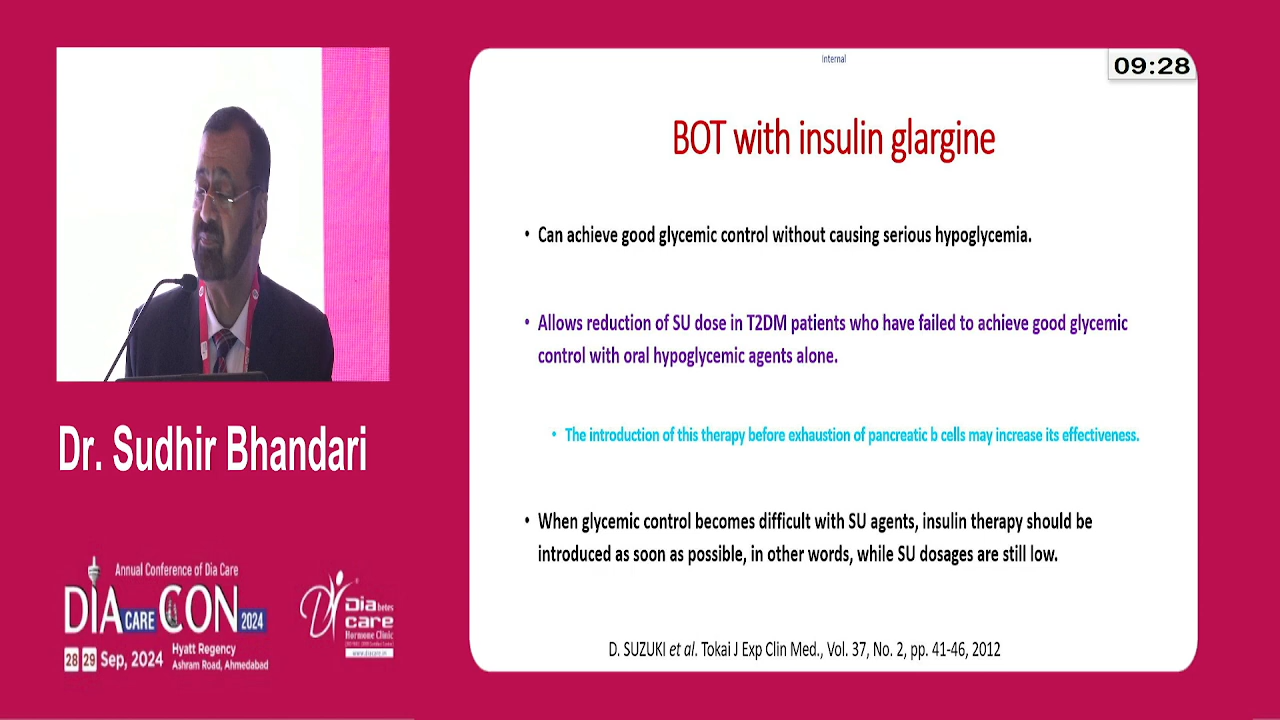 Internal
09:28
BOT with insulin glargine
• Can achieve good glycemic control without causing serious hypoglycemia.
• Allows reduction of SU dose in T2DM patients who have failed to achieve good glycemic
control with oral hypoglycemic agents alone.
• The introduction of this therapy before exhaustion of pancreatic b cells may increase its effectiveness.
• When glycemic control becomes difficult with SU agents, insulin therapy should be
introduced as soon as possible, in other words, while SU dosages are still low.
D. SUZUKI et al. Tokai J Exp Clin Med., Vol. 37, No. 2, pp. 41-46, 2012
Dr. Sudhir Bhandari
Annual Conference of Dia Care
DIA CARE CON 2024
28 29 Sep, 2024
Hyatt Regency
Ashram Road, Ahmedabad
Diabetes
care
Hormone Clinic
www.diacare.in